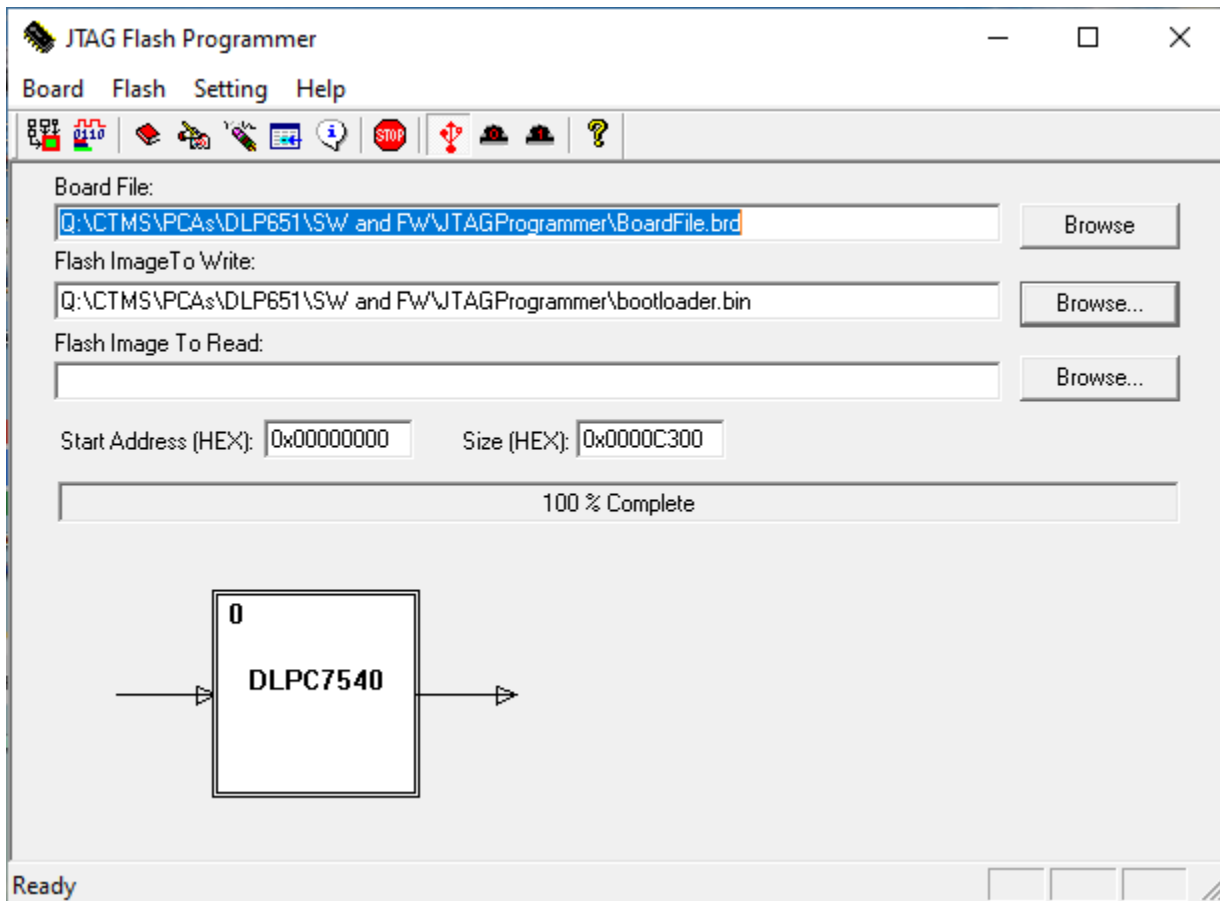 JTAG Flash Programmer
Board Flash Setting Help
0110 STOP
Board File:
Q:\CTMS\PCAs\DLP651\SW and FW\JTAGProgrammer\BoardFile.brd Browse
Flash ImageTo Write:
Q:\CTMS\PCAs\DLP651\SW and FW\JTAGProgrammer\bootloader.bin Browse...
Flash Image To Read:
Browse...
Start Address (HEX): 0x00000000 Size (HEX): 0x0000C300
100 % Complete
0
DLPC7540
Ready